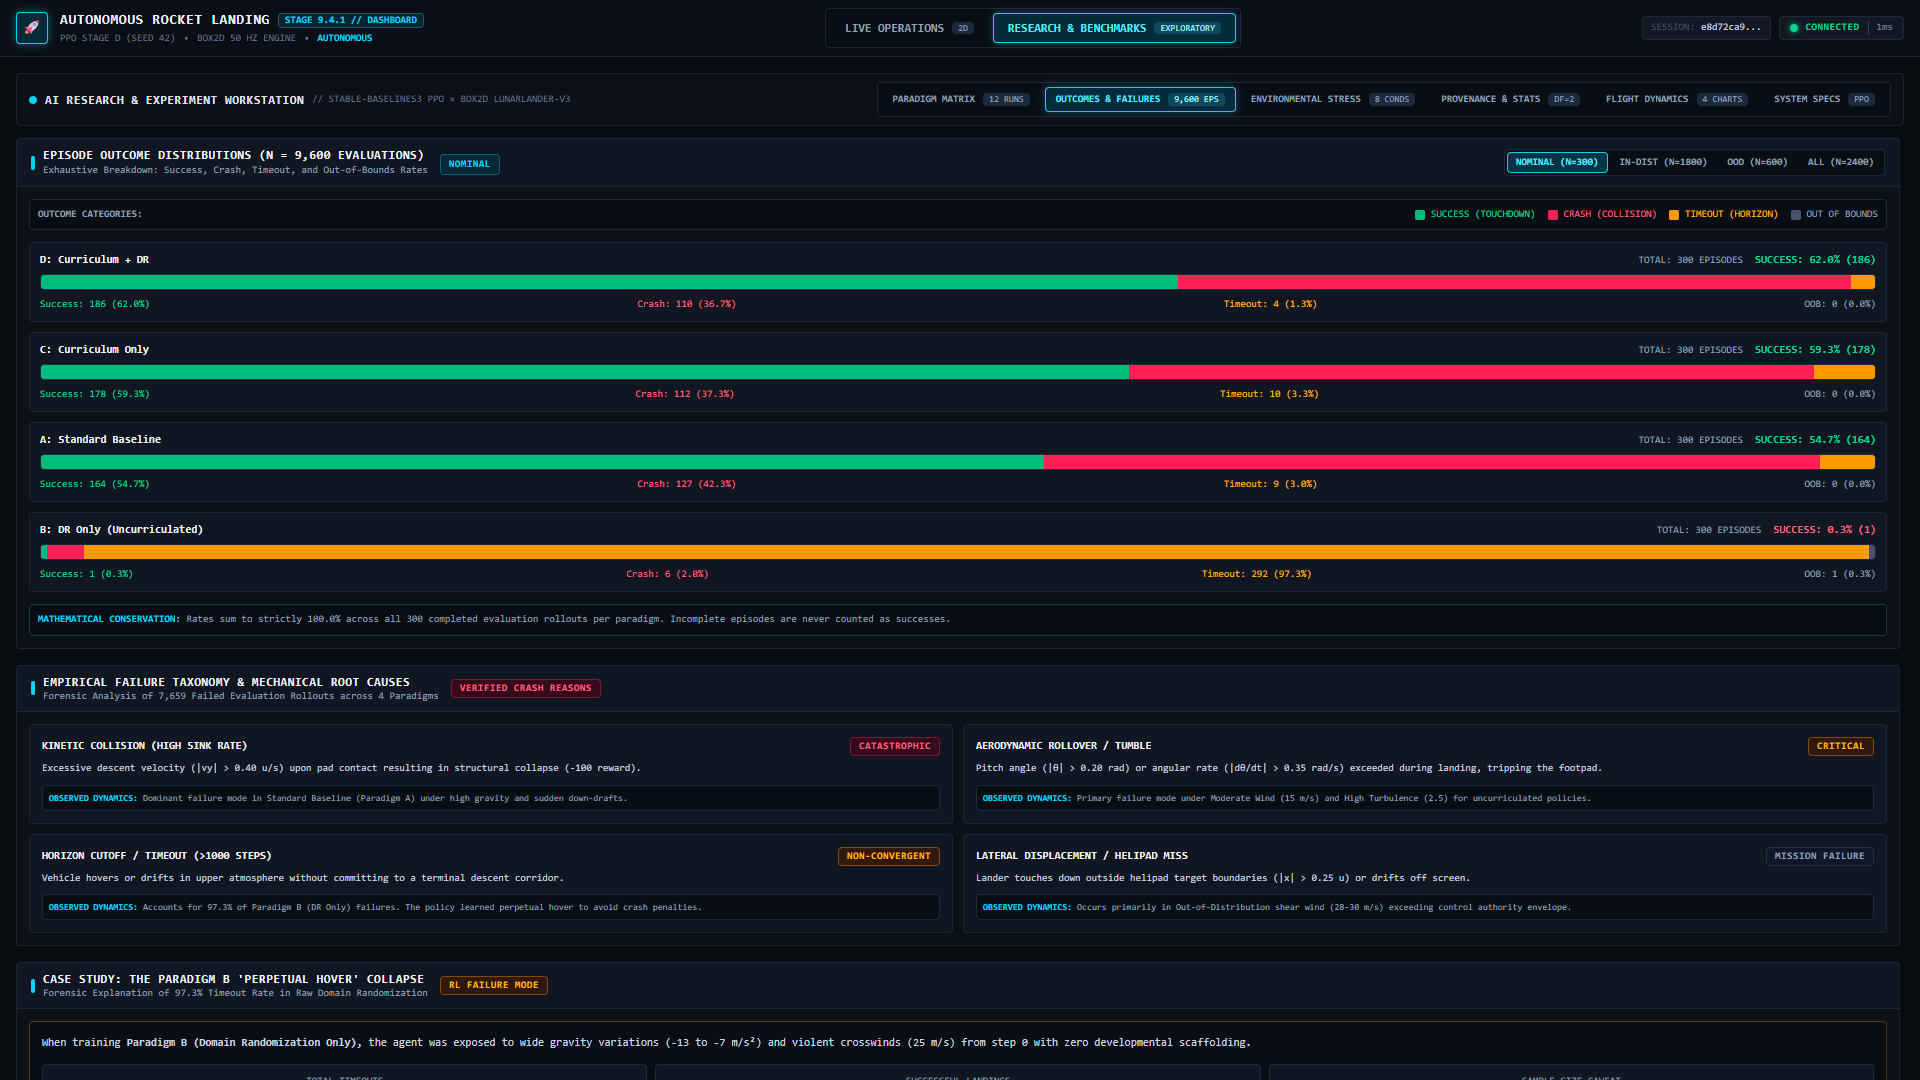 AUTONOMOUS ROCKET LANDING STAGE 9.4.1 // DASHBOARD
PPO STAGE D (SEED 42) • BOX2D 50 HZ ENGINE • AUTONOMOUS
LIVE OPERATIONS 2D
RESEARCH & BENCHMARKS EXPLORATORY
SESSION: e8d72ca9...
CONNECTED 1ms
AI RESEARCH & EXPERIMENT WORKSTATION // STABLE-BASELINES3 PPO × BOX2D LUNARLANDER-V3
PARADIGM MATRIX 12 RUNS
OUTCOMES & FAILURES 9,600 EPS
ENVIRONMENTAL STRESS 8 CONDS
PROVENANCE & STATS DF=2
FLIGHT DYNAMICS 4 CHARTS
SYSTEM SPECS PPO
EPISODE OUTCOME DISTRIBUTIONS (N = 9,600 EVALUATIONS)
Exhaustive Breakdown: Success, Crash, Timeout, and Out-of-Bounds Rates
NOMINAL
NOMINAL (N=300) IN-DIST (N=1800) OOD (N=600) ALL (N=2400)
OUTCOME CATEGORIES:
SUCCESS (TOUCHDOWN) CRASH (COLLISION) TIMEOUT (HORIZON) OUT OF BOUNDS
D: Curriculum + DR
TOTAL: 300 EPISODES SUCCESS: 62.0% (186)
Success: 186 (62.0%) Crash: 110 (36.7%) Timeout: 4 (1.3%) OOB: 0 (0.0%)
C: Curriculum Only
TOTAL: 300 EPISODES SUCCESS: 59.3% (178)
Success: 178 (59.3%) Crash: 112 (37.3%) Timeout: 10 (3.3%) OOB: 0 (0.0%)
A: Standard Baseline
TOTAL: 300 EPISODES SUCCESS: 54.7% (164)
Success: 164 (54.7%) Crash: 127 (42.3%) Timeout: 9 (3.0%) OOB: 0 (0.0%)
B: DR Only (Uncurriculated)
TOTAL: 300 EPISODES SUCCESS: 0.3% (1)
Success: 1 (0.3%) Crash: 6 (2.0%) Timeout: 292 (97.3%) OOB: 1 (0.3%)
MATHEMATICAL CONSERVATION: Rates sum to strictly 100.0% across all 300 completed evaluation rollouts per paradigm. Incomplete episodes are never counted as successes.
EMPIRICAL FAILURE TAXONOMY & MECHANICAL ROOT CAUSES
Forensic Analysis of 7,659 Failed Evaluation Rollouts across 4 Paradigms
VERIFIED CRASH REASONS
KINETIC COLLISION (HIGH SINK RATE) CATASTROPHIC
Excessive descent velocity (|vy| > 0.40 u/s) upon pad contact resulting in structural collapse (-100 reward).
OBSERVED DYNAMICS: Dominant failure mode in Standard Baseline (Paradigm A) under high gravity and sudden down-drafts.
AERODYNAMIC ROLLOVER / TUMBLE CRITICAL
Pitch angle (|θ| > 0.20 rad) or angular rate (|dθ/dt| > 0.35 rad/s) exceeded during landing, tripping the footpad.
OBSERVED DYNAMICS: Primary failure mode under Moderate Wind (15 m/s) and High Turbulence (2.5) for uncurriculated policies.
HORIZON CUTOFF / TIMEOUT (>1000 STEPS) NON-CONVERGENT
Vehicle hovers or drifts in upper atmosphere without committing to a terminal descent corridor.
OBSERVED DYNAMICS: Accounts for 97.3% of Paradigm B (DR Only) failures. The policy learned perpetual hover to avoid crash penalties.
LATERAL DISPLACEMENT / HELIPAD MISS MISSION FAILURE
Lander touches down outside helipad target boundaries (|x| > 0.25 u) or drifts off screen.
OBSERVED DYNAMICS: Occurs primarily in Out-of-Distribution shear wind (28-30 m/s) exceeding control authority envelope.
CASE STUDY: THE PARADIGM B 'PERPETUAL HOVER' COLLAPSE
Forensic Explanation of 97.3% Timeout Rate in Raw Domain Randomization
RL FAILURE MODE
When training Paradigm B (Domain Randomization Only), the agent was exposed to wide gravity variations (-13 to -7 m/s²) and violent crosswinds (25 m/s) from step 0 with zero developmental scaffolding.
TOTAL TIMEOUTS SUCCESSFUL LANDINGS SAMPLE SIZE CAVEAT